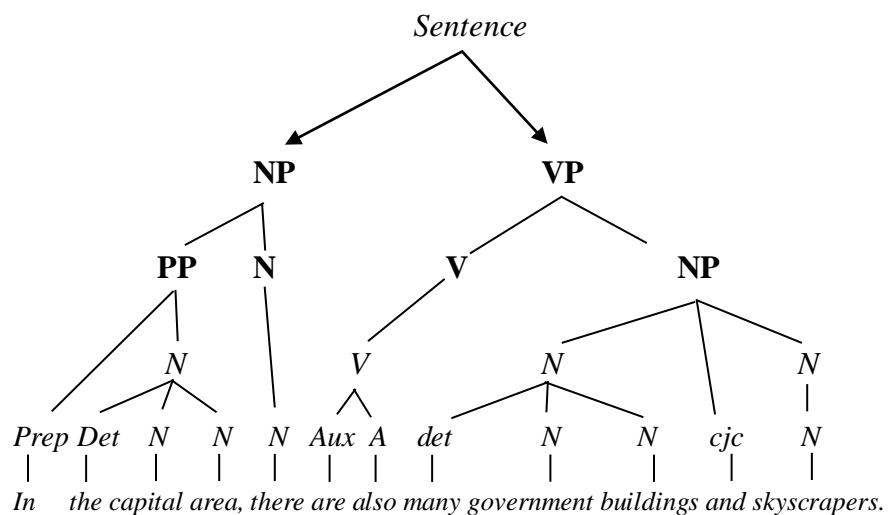 Sentence
NP VP
PP N V NP
N V N N
Prep Det N N N Aux A det N N cjc N
In the capital area, there are also many government buildings and skyscrapers.